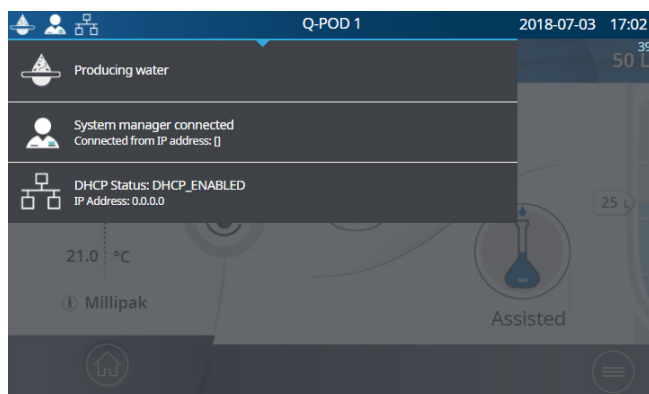 Q-POD 1
2018-07-03 17:02
39
50 L
Producing water
System manager connected
Connected from IP address: []
DHCP Status: DHCP_ENABLED
IP Address: 0.0.0.0
25 L
21.0 °C
i Millipak
Assisted